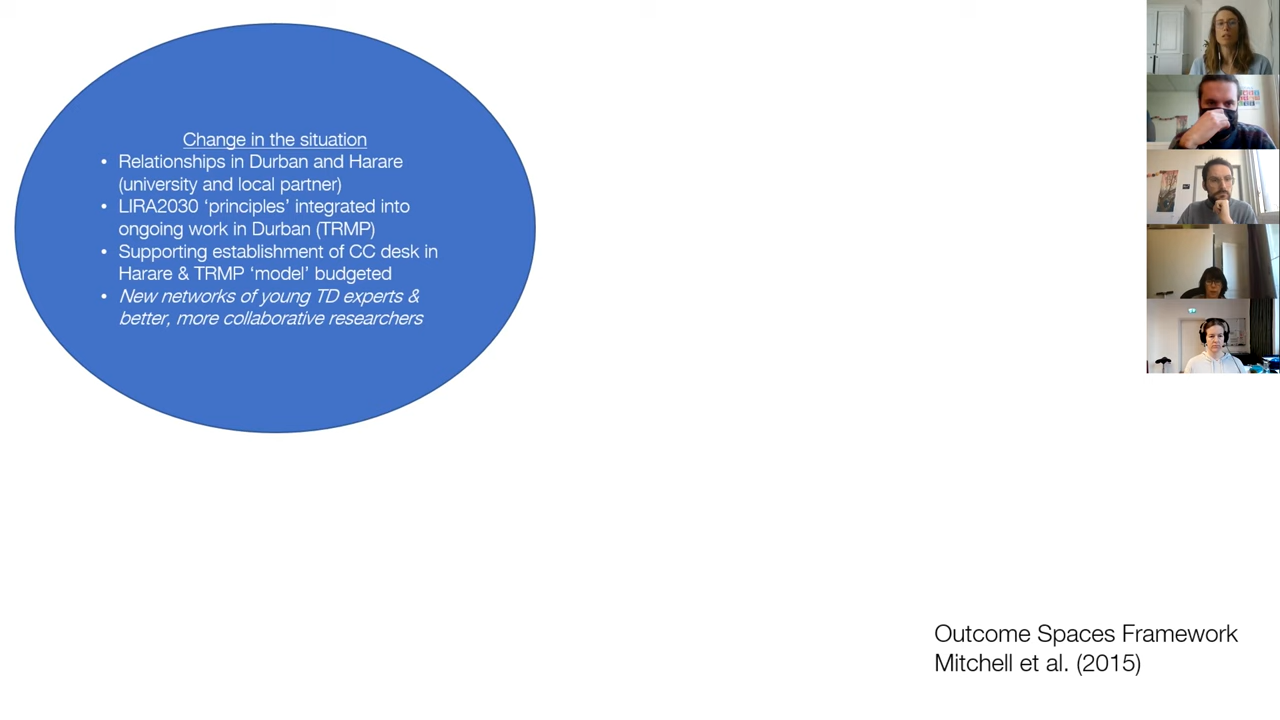 Change in the situation
• Relationships in Durban and Harare
(university and local partner)
• LIRA2030 ‘principles’ integrated into
ongoing work in Durban (TRMP)
• Supporting establishment of CC desk in
Harare & TRMP ‘model’ budgeted
• New networks of young TD experts &
better, more collaborative researchers
Outcome Spaces Framework
Mitchell et al. (2015)